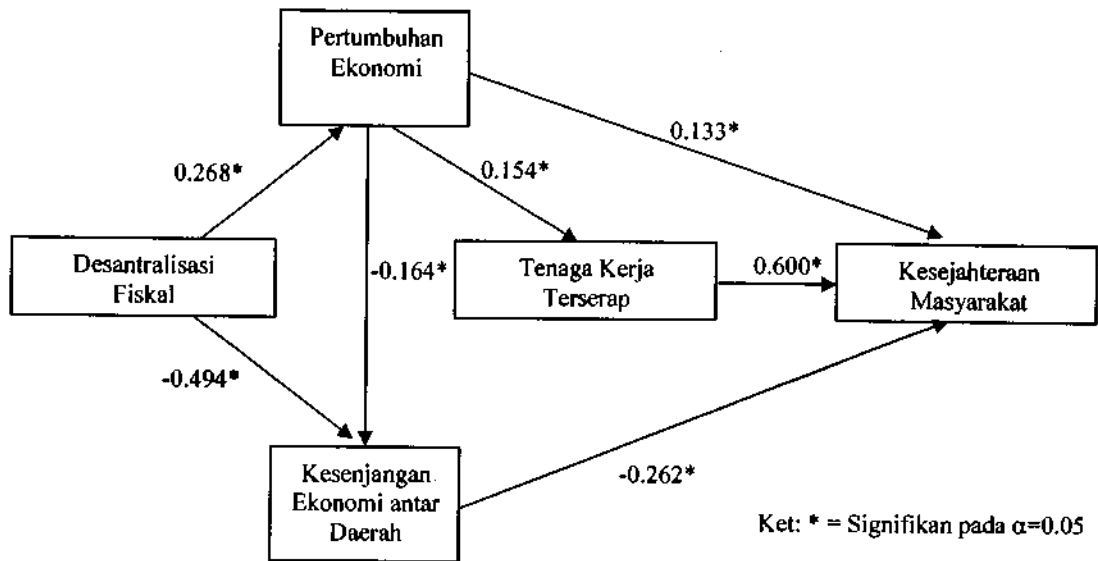 Pertumbuhan
Ekonomi
0.133*
0.268*
0.154*
Desantralisasi
Fiskal
-0.164*
Tenaga Kerja
Terserap
0.600*
Kesejahteraan
Masyarakat
-0.494*
Kesenjangan
Ekonomi antar
Daerah
-0.262*
Ket: * = Signifikan pada α=0.05